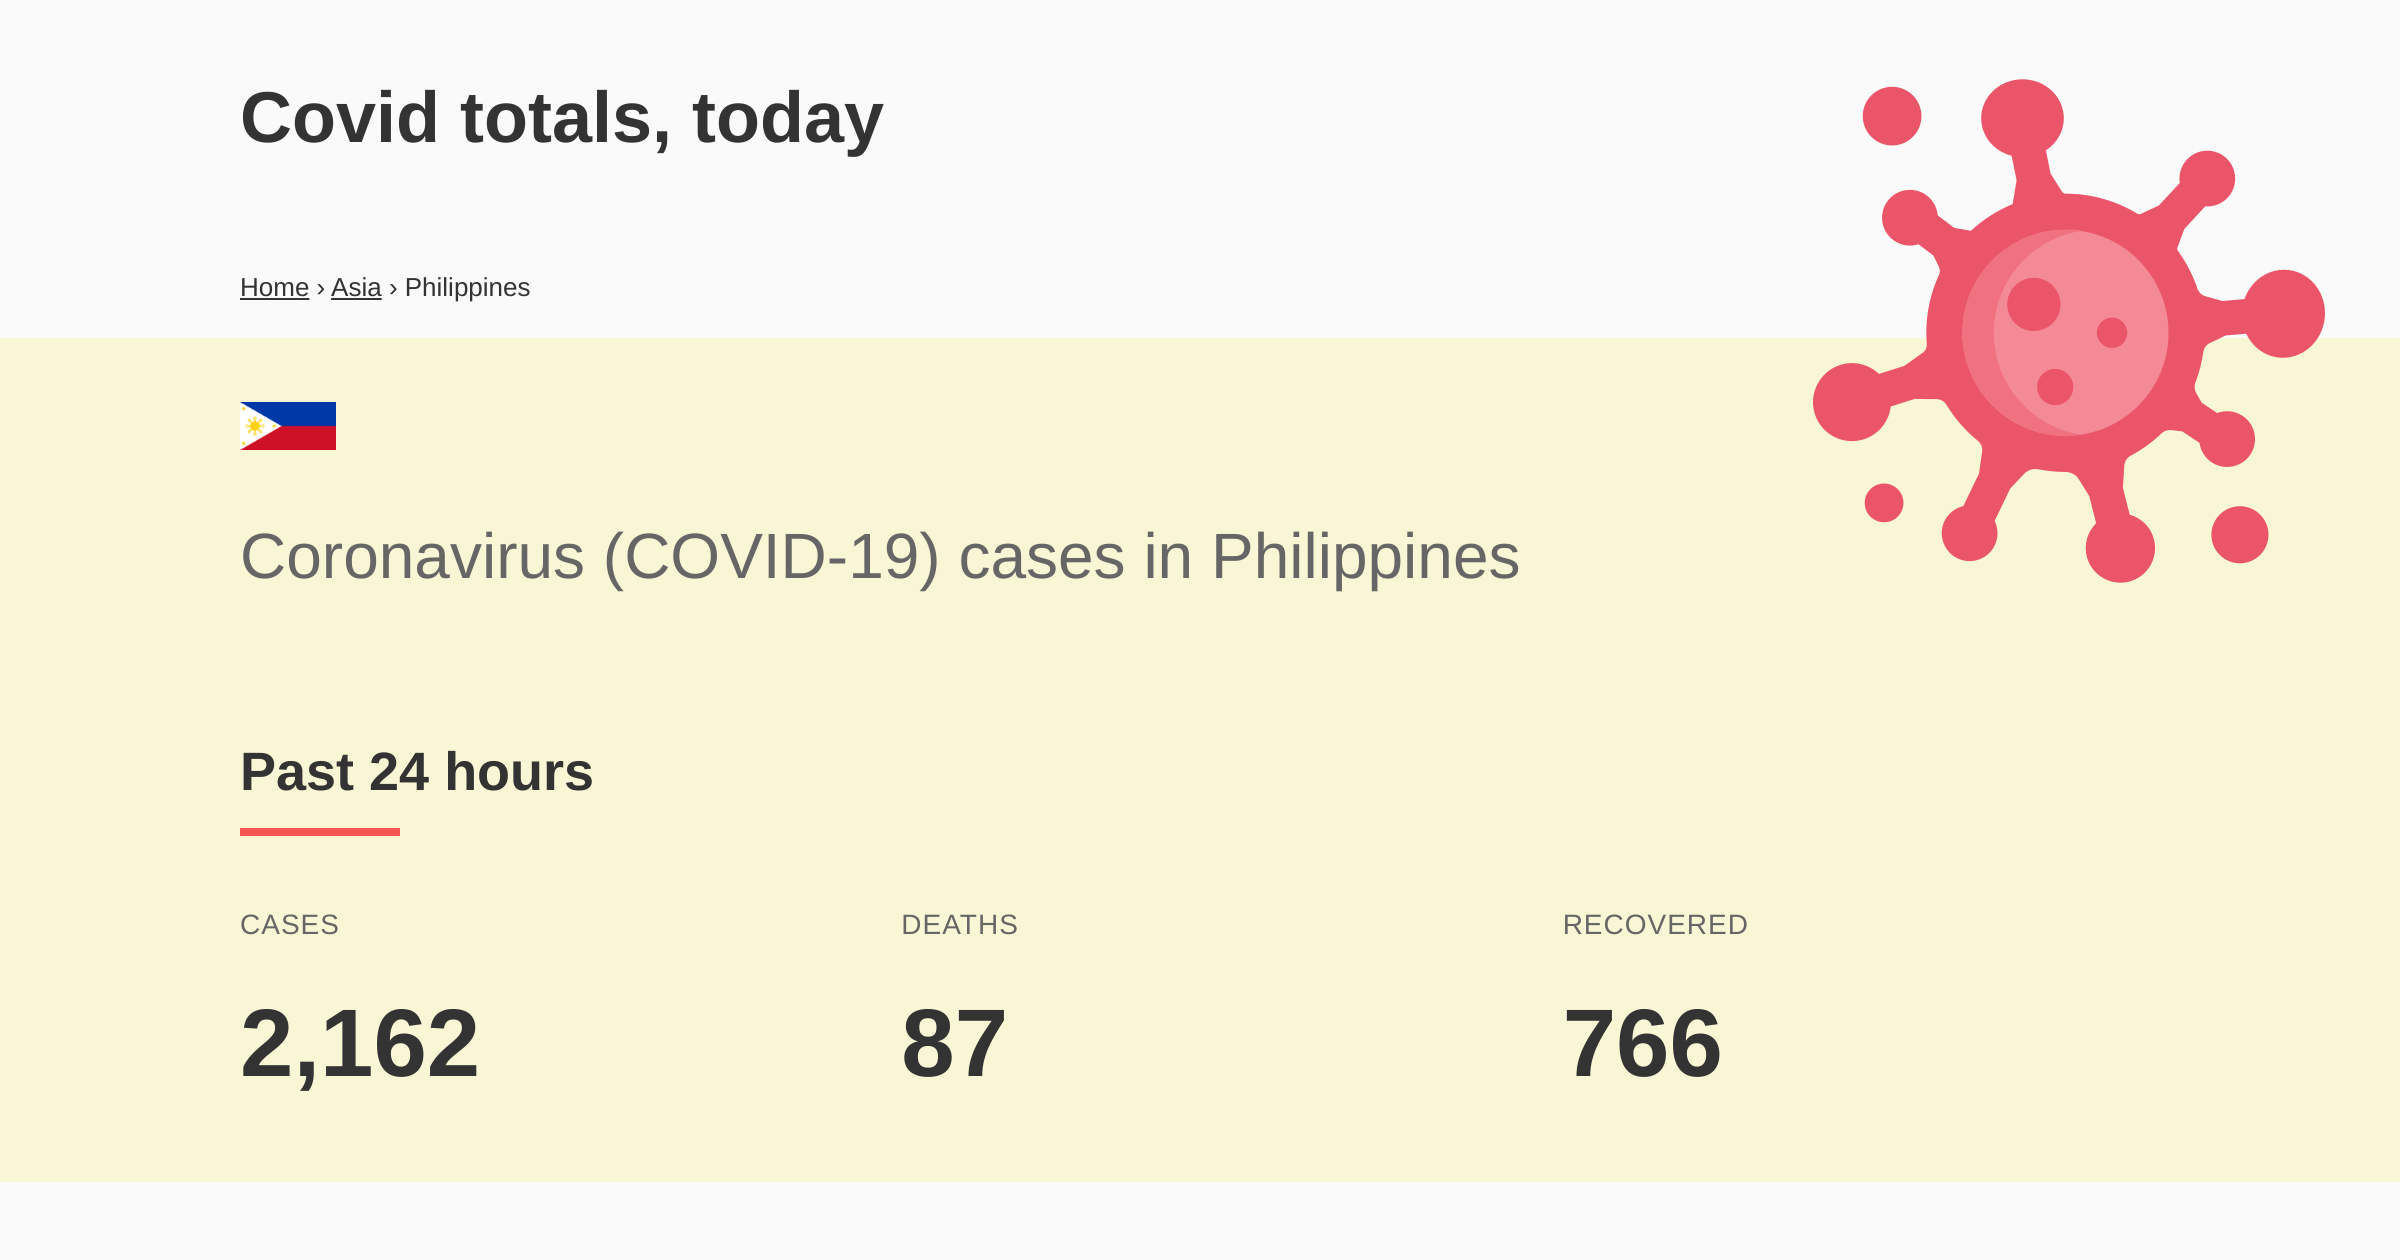 Covid totals, today
Home › Asia › Philippines
Coronavirus (COVID-19) cases in Philippines
Past 24 hours
CASES DEATHS RECOVERED
2,162 87 766